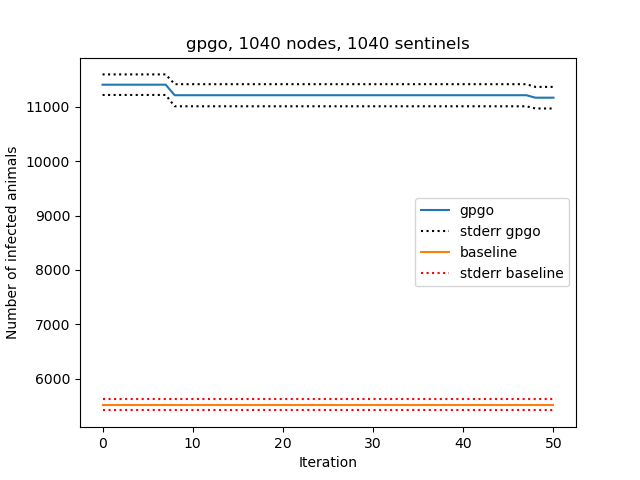 gpgo, 1040 nodes, 1040 sentinels
Number of infected animals
11000
10000
9000
8000
7000
6000
gpgo
stderr gpgo
baseline
stderr baseline
0 10 20 30 40 50
Iteration